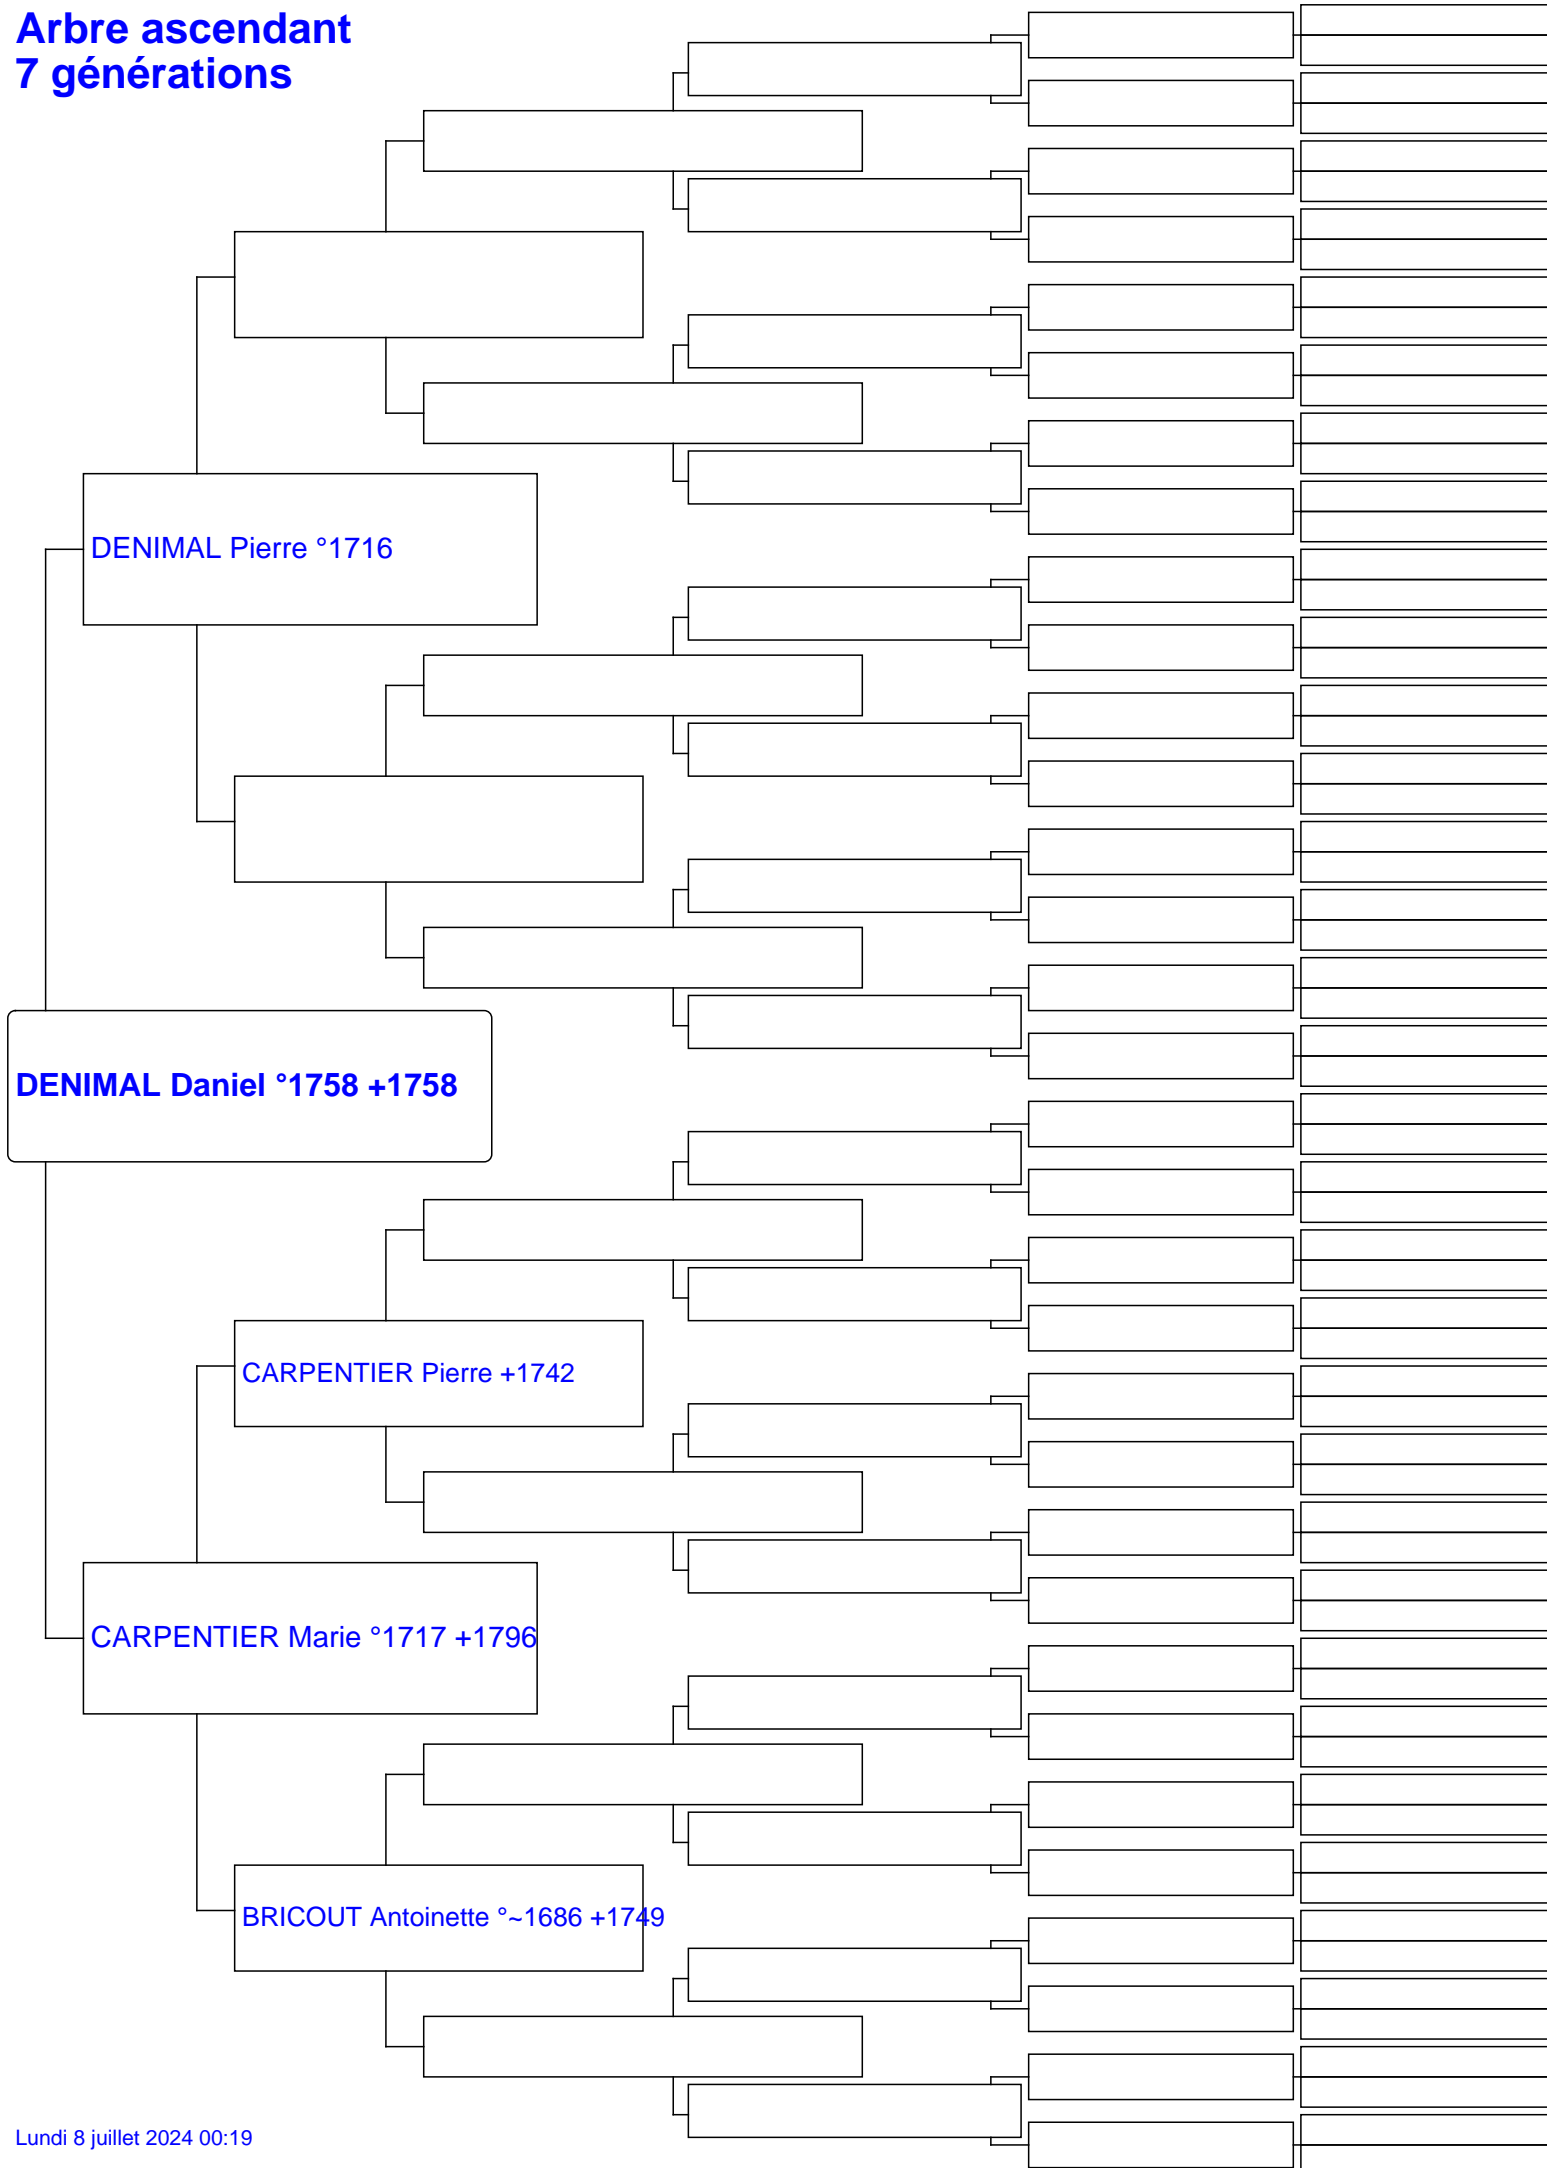 Arbre ascendant
7 générations
DENIMAL Pierre °1716
DENIMAL Daniel °1758 +1758
CARPENTIER Pierre +1742
CARPENTIER Marie °1717 +1796
BRICOUT Antoinette °~1686 +1749
Lundi 8 juillet 2024 00:19